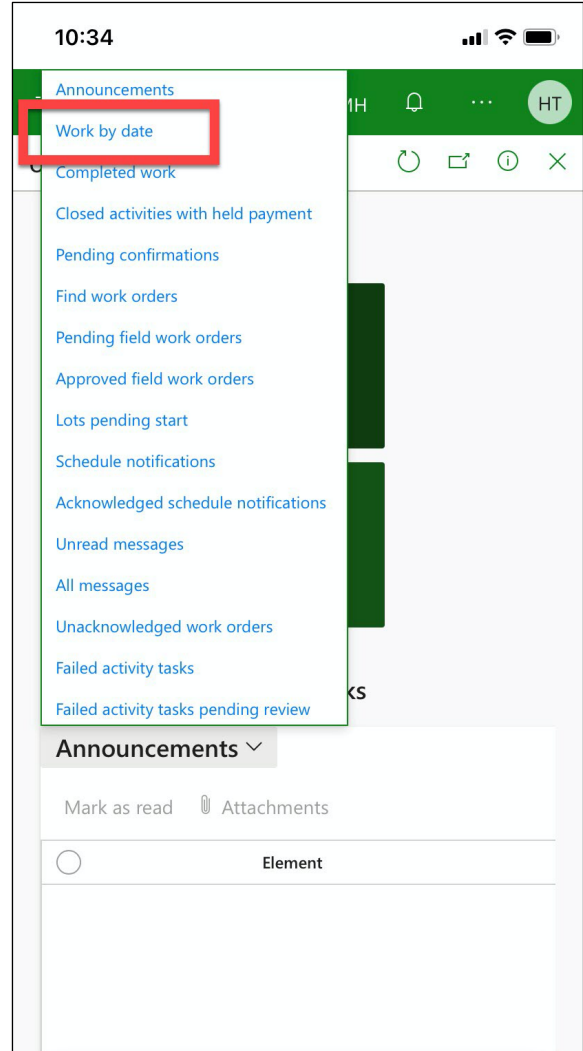 10:34
Announcements
Work by date
Completed work
Closed activities with held payment
Pending confirmations
Find work orders
Pending field work orders
Approved field work orders
Lots pending start
Schedule notifications
Acknowledged schedule notifications
Unread messages
All messages
Unacknowledged work orders
Failed activity tasks
Failed activity tasks pending review
HT
Announcements
Mark as read Attachments
Element